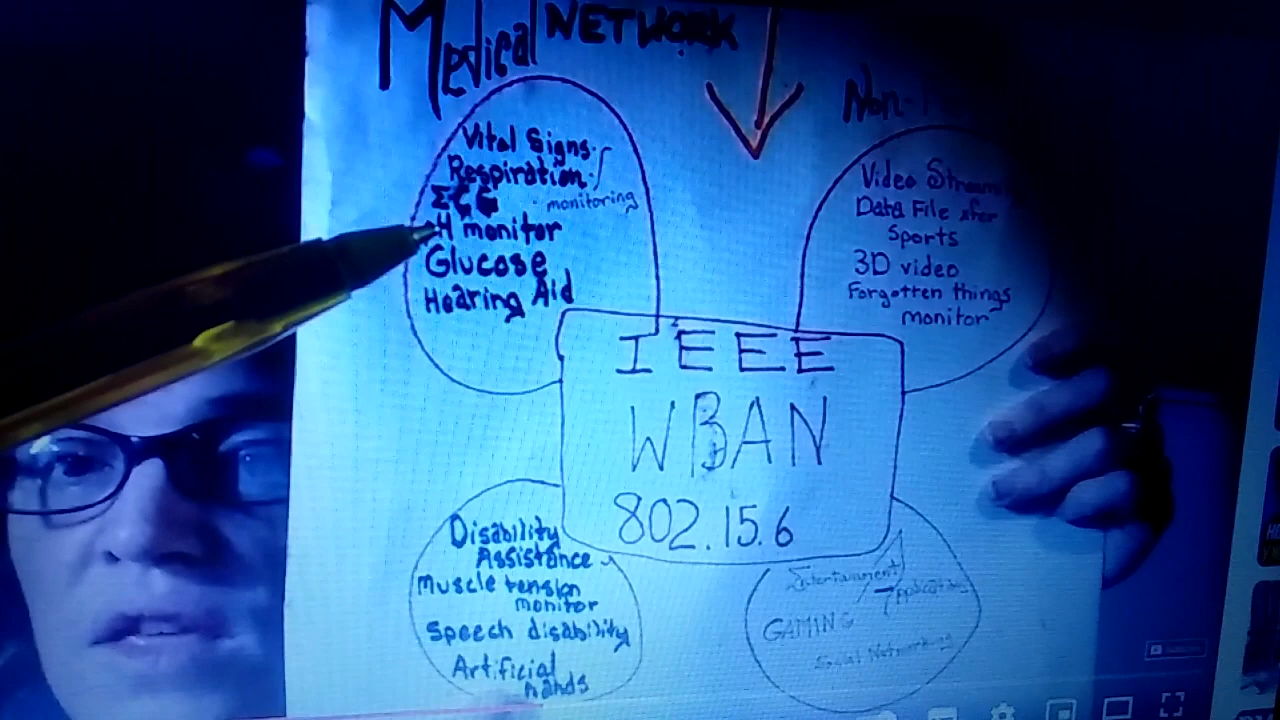 Medical NETWORK
Non-
Vital Signs
Respiration
ECG
monitoring
H monitor
Glucose
Hearing Aid
Video Stream
Data File xfer
Sports
3D video
Forgotten things
monitor
IEEE
WBAN
802.15.6
Disability
Assistance
Muscle tension
monitor
Speech disability
Artificial
hands
Entertainment
Applications
GAMING
Social Networking